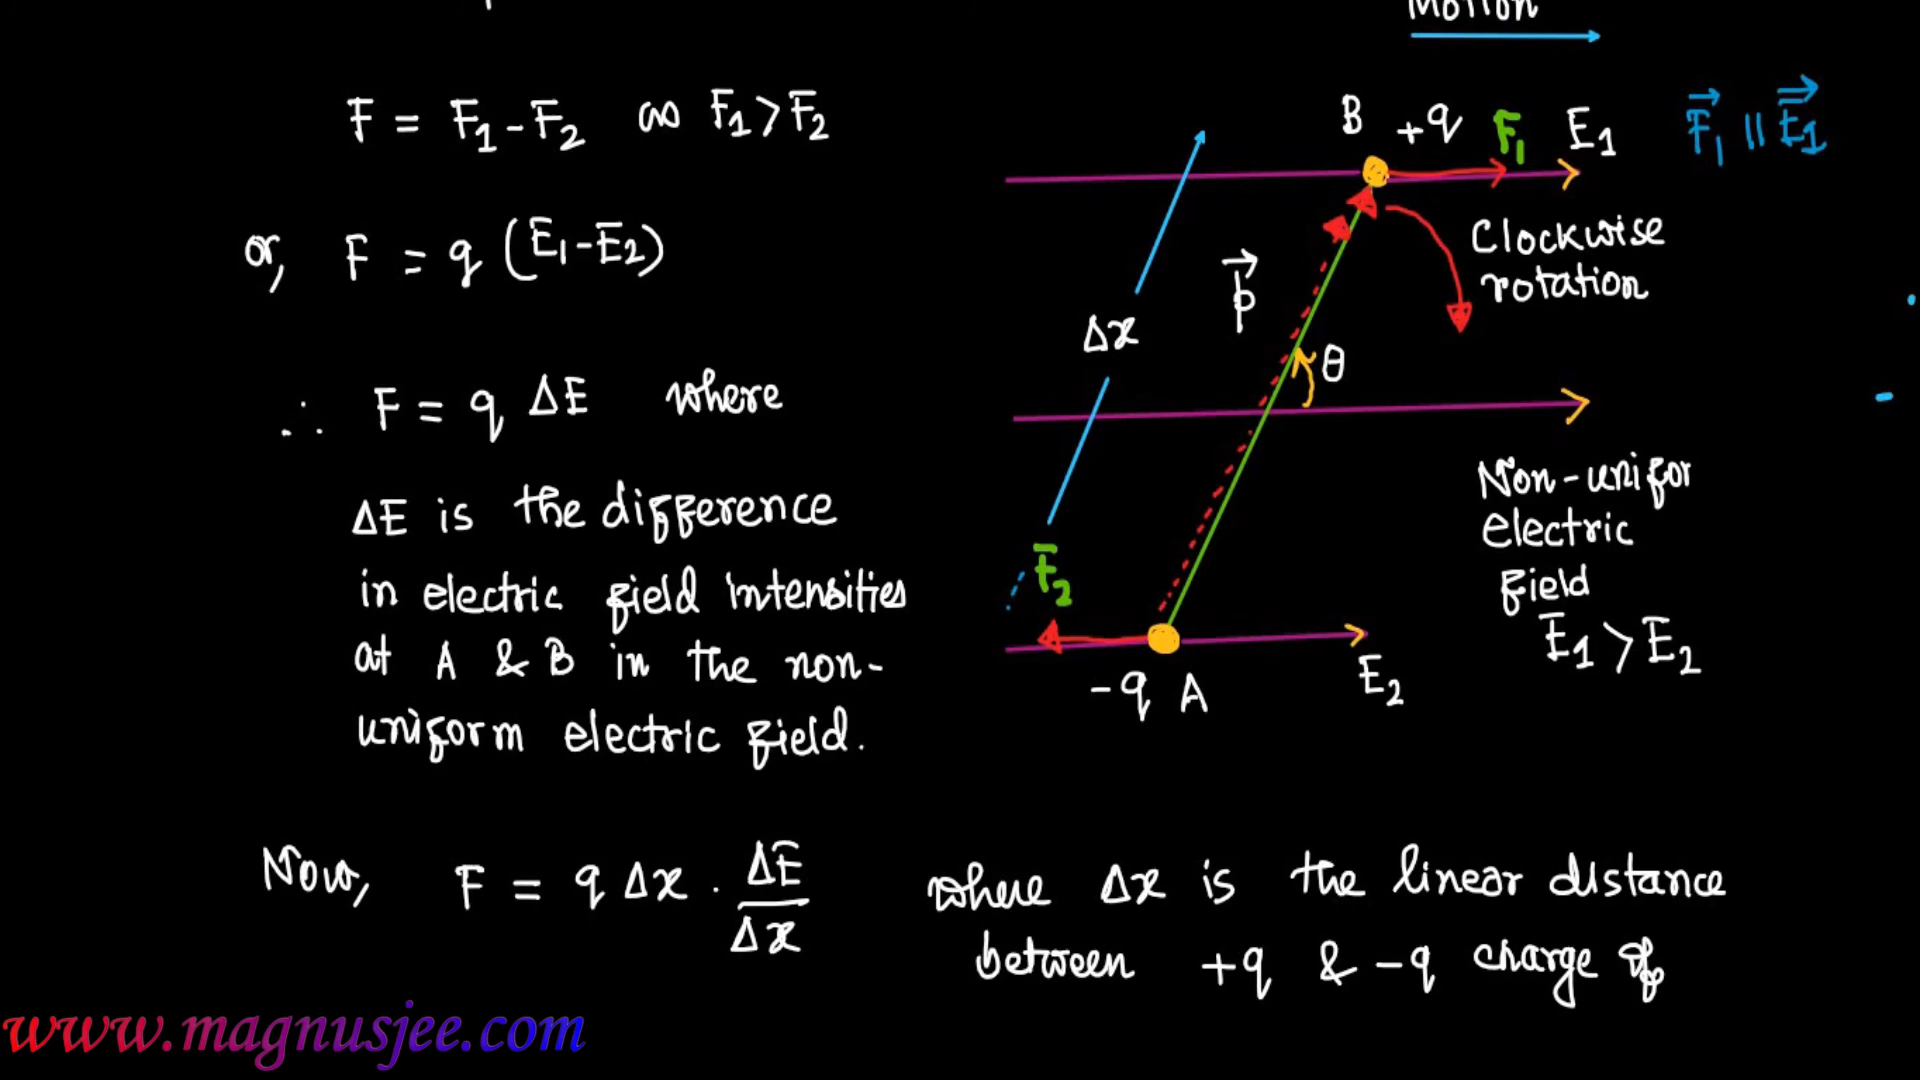 Motion
F = F1 - F2 as F1 > F2
or, F = q (E1 - E2)
∴ F = q ΔE where
ΔE is the difference
in electric field intensities
at A & B in the non-
uniform electric field.
B +q F1 E1
F⃗1 || E⃗1
Clockwise
rotation
Δx
p⃗
θ
Non-unifor
electric
field
E1 > E2
F2
-q A
E2
Now, F = q Δx . ΔE/Δx where Δx is the linear distance
between +q & -q charge of
www.magnusjee.com